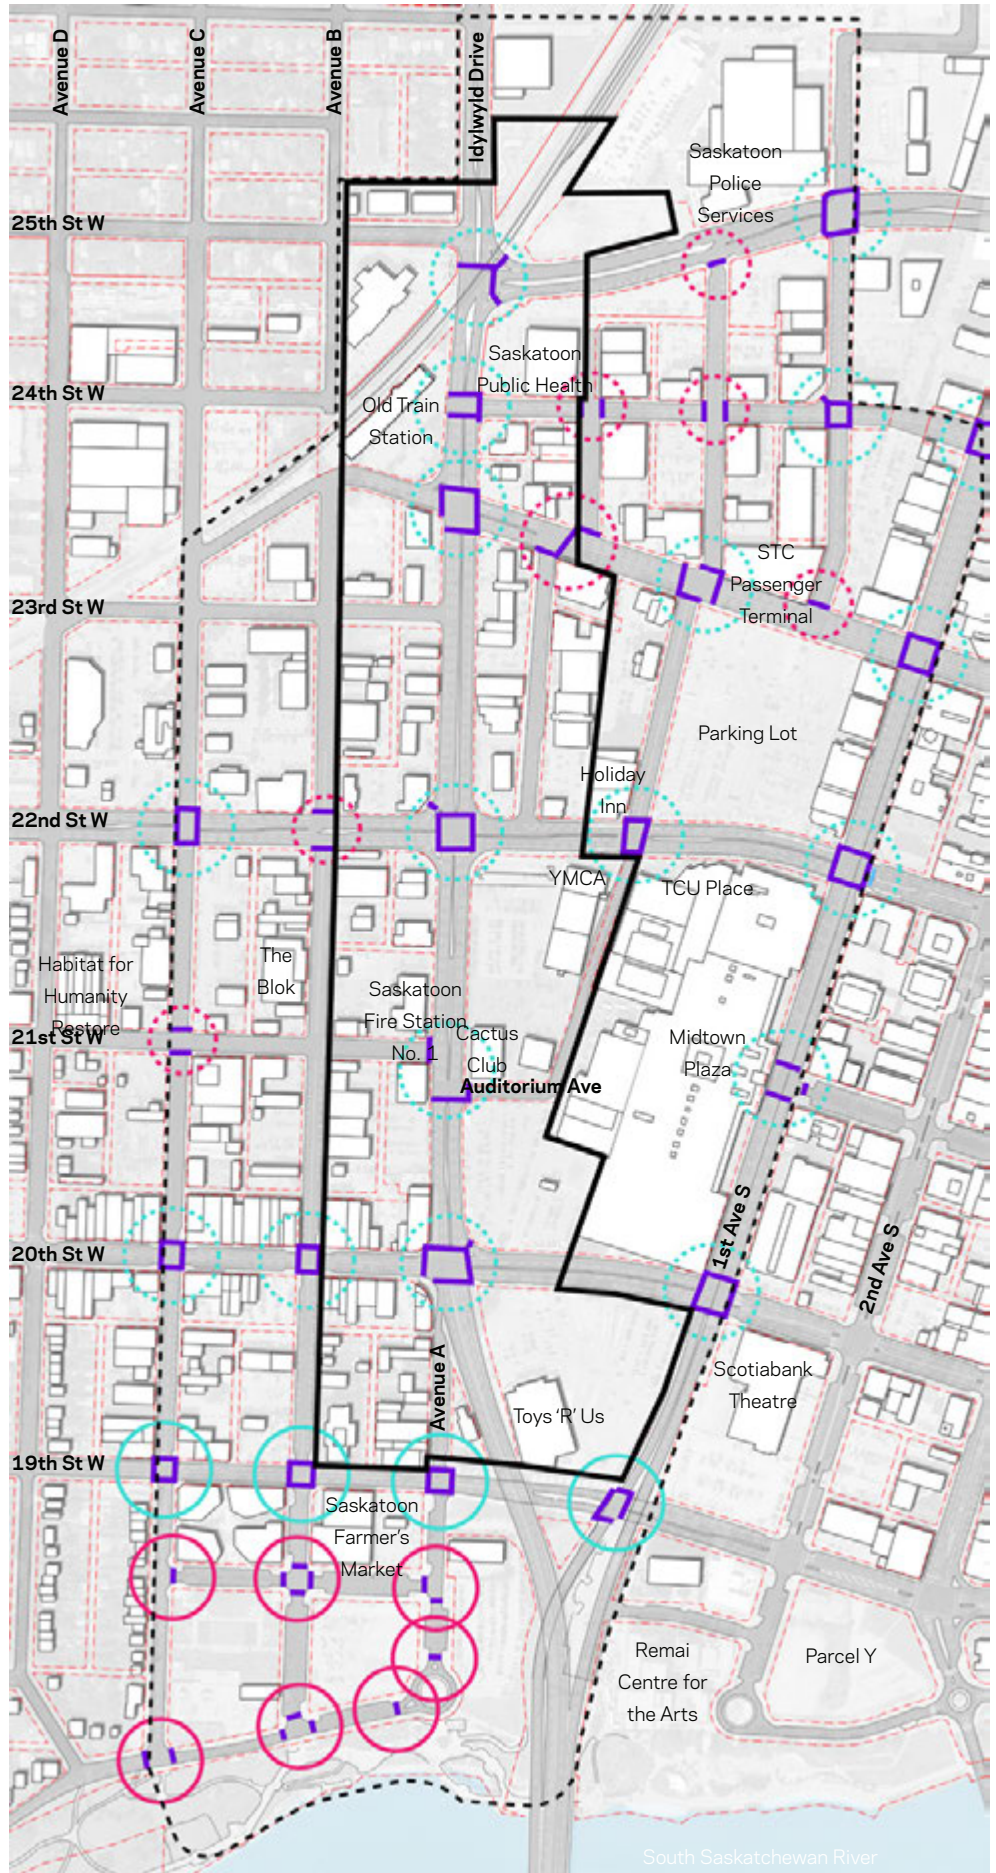 Avenue D
Avenue C
Avenue B
Idylwyld Drive
Saskatoon
Police
Services
25th St W
Saskatoon
Public Health
24th St W
Old Train
Station
STC
Passenger
Terminal
23rd St W
Parking Lot
Holiday
Inn
22nd St W
YMCA
TCU Place
The
Blok
Habitat for
Humanity
Restore
21st St W
Saskatoon
Fire Station
No. 1
Cactus
Club
Auditorium Ave
Midtown
Plaza
20th St W
1st Ave S
2nd Ave S
Avenue A
Scotiabank
Theatre
Toys 'R' Us
19th St W
Saskatoon
Farmer's
Market
Remai
Centre for
the Arts
Parcel Y
South Saskatchewan River